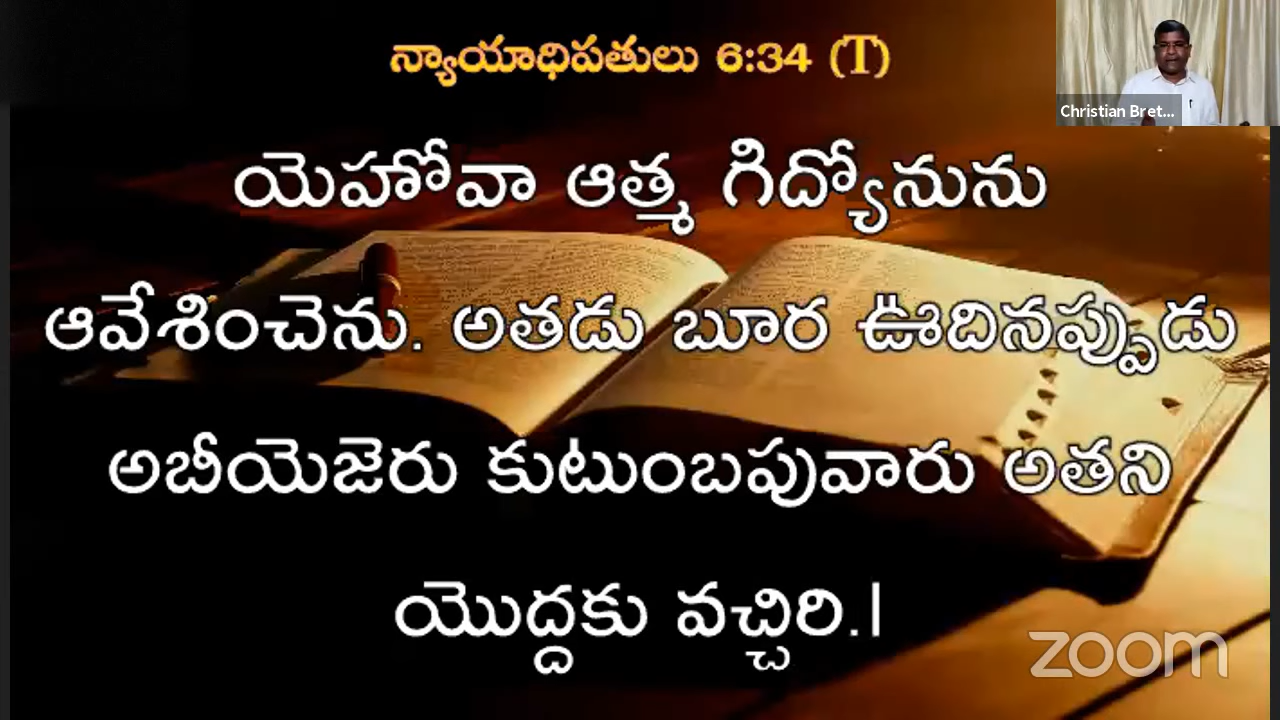 న్యాయాధిపతులు 6:34 (T)
Christian Bret...
యెహోవా ఆత్మ గిద్యోనును
ఆవేశించెను. అతడు బూర ఊదినప్పుడు
అబీయెజెరు కుటుంబపువారు అతని
యొద్దకు వచ్చిరి.|
zoom